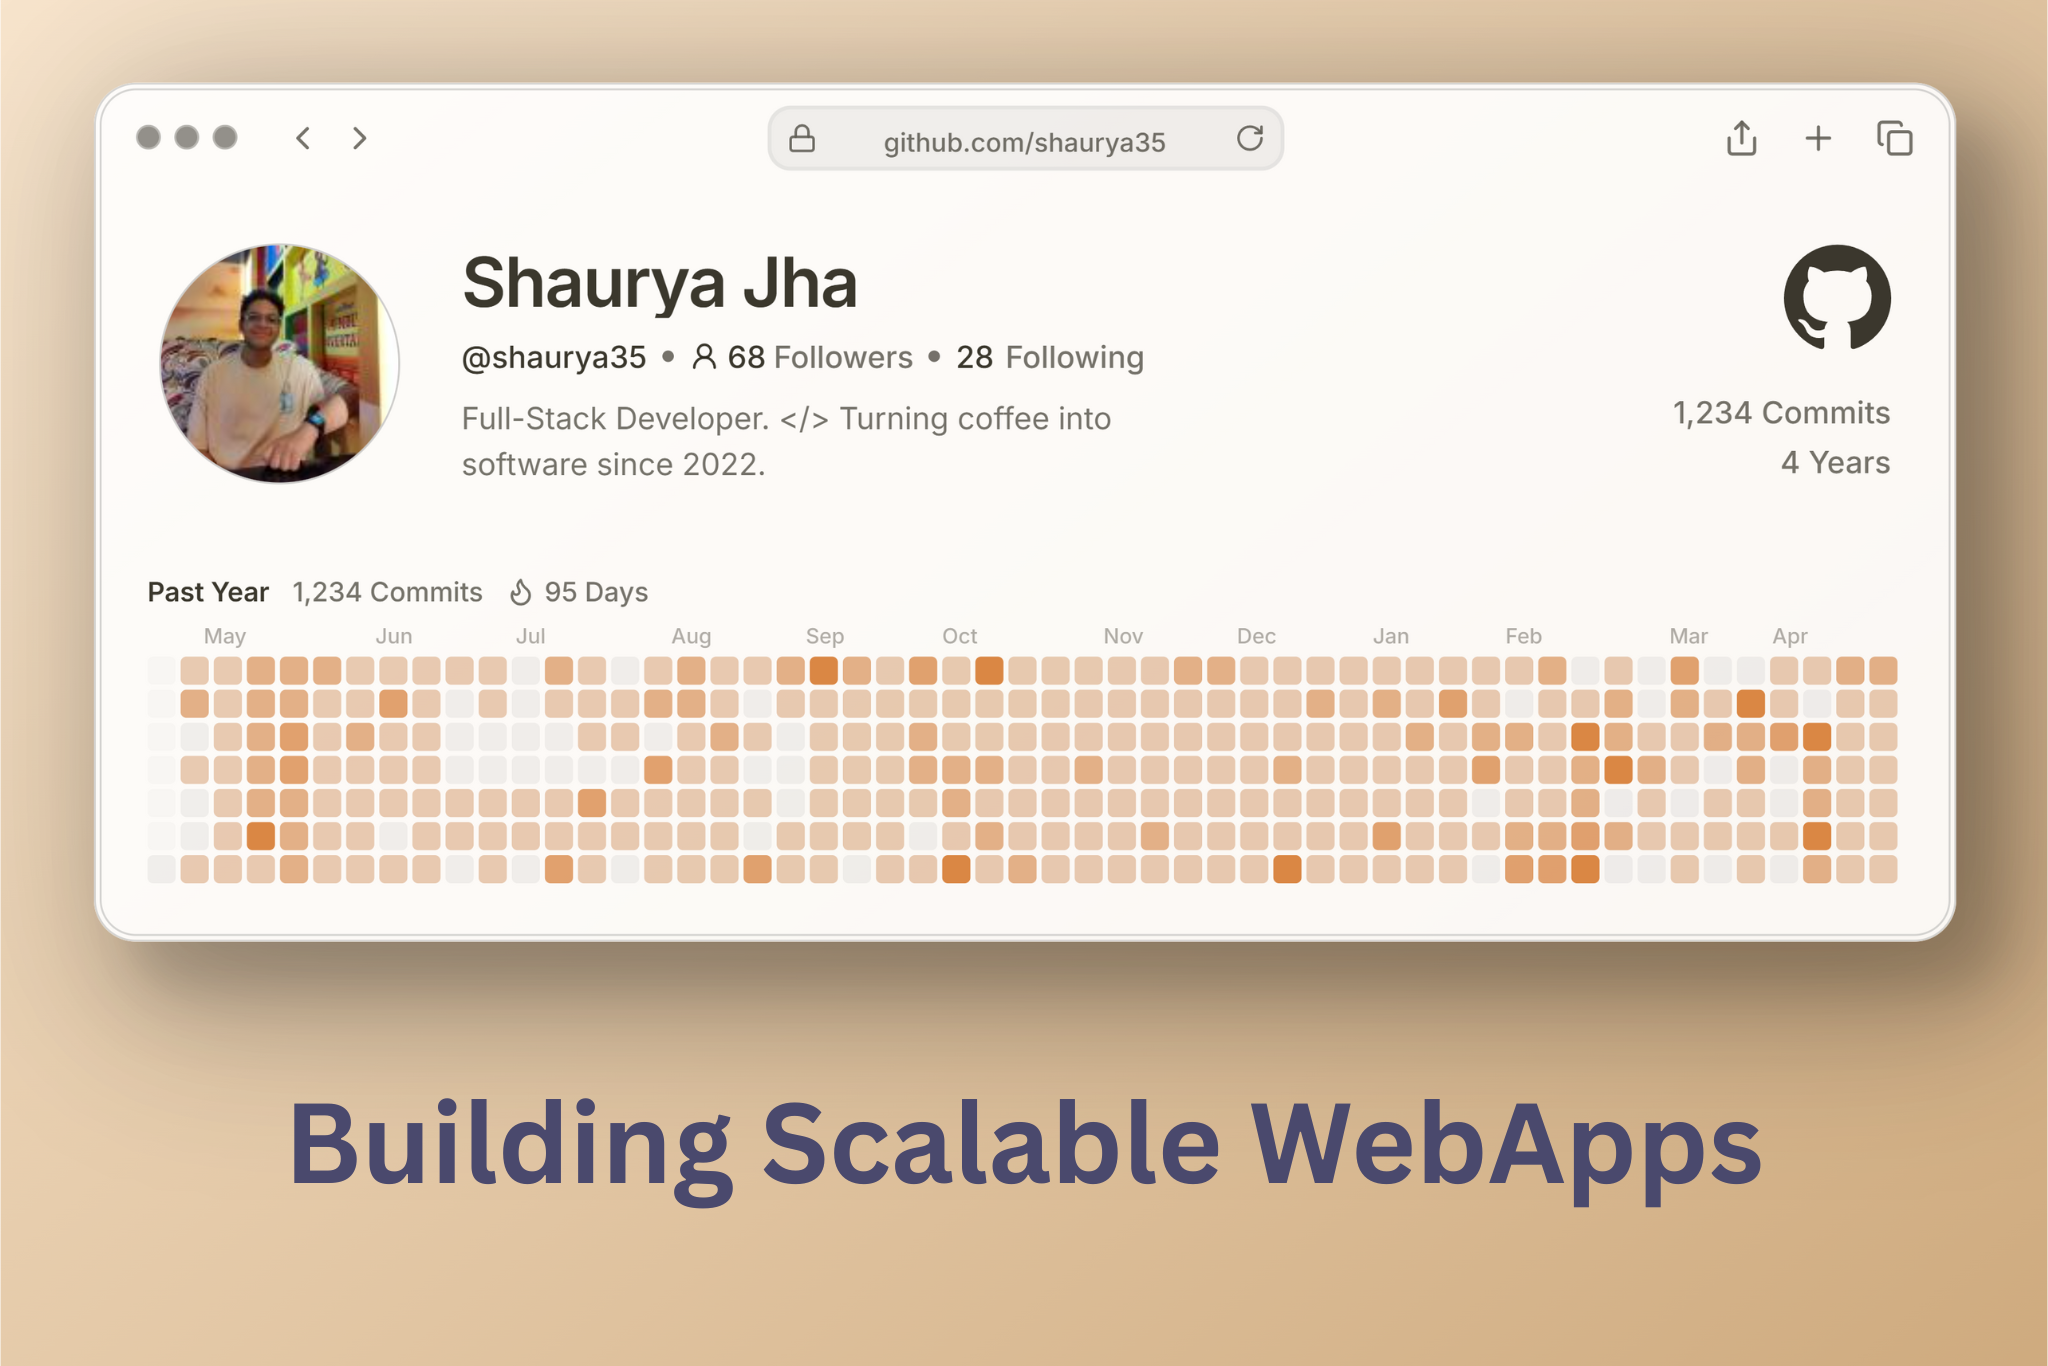 github.com/shaurya35
Shaurya Jha
@shaurya35 • 68 Followers • 28 Following
Full-Stack Developer. </> Turning coffee into
software since 2022.
1,234 Commits
4 Years
Past Year 1,234 Commits 95 Days
May Jun Jul Aug Sep Oct Nov Dec Jan Feb Mar Apr
Building Scalable WebApps